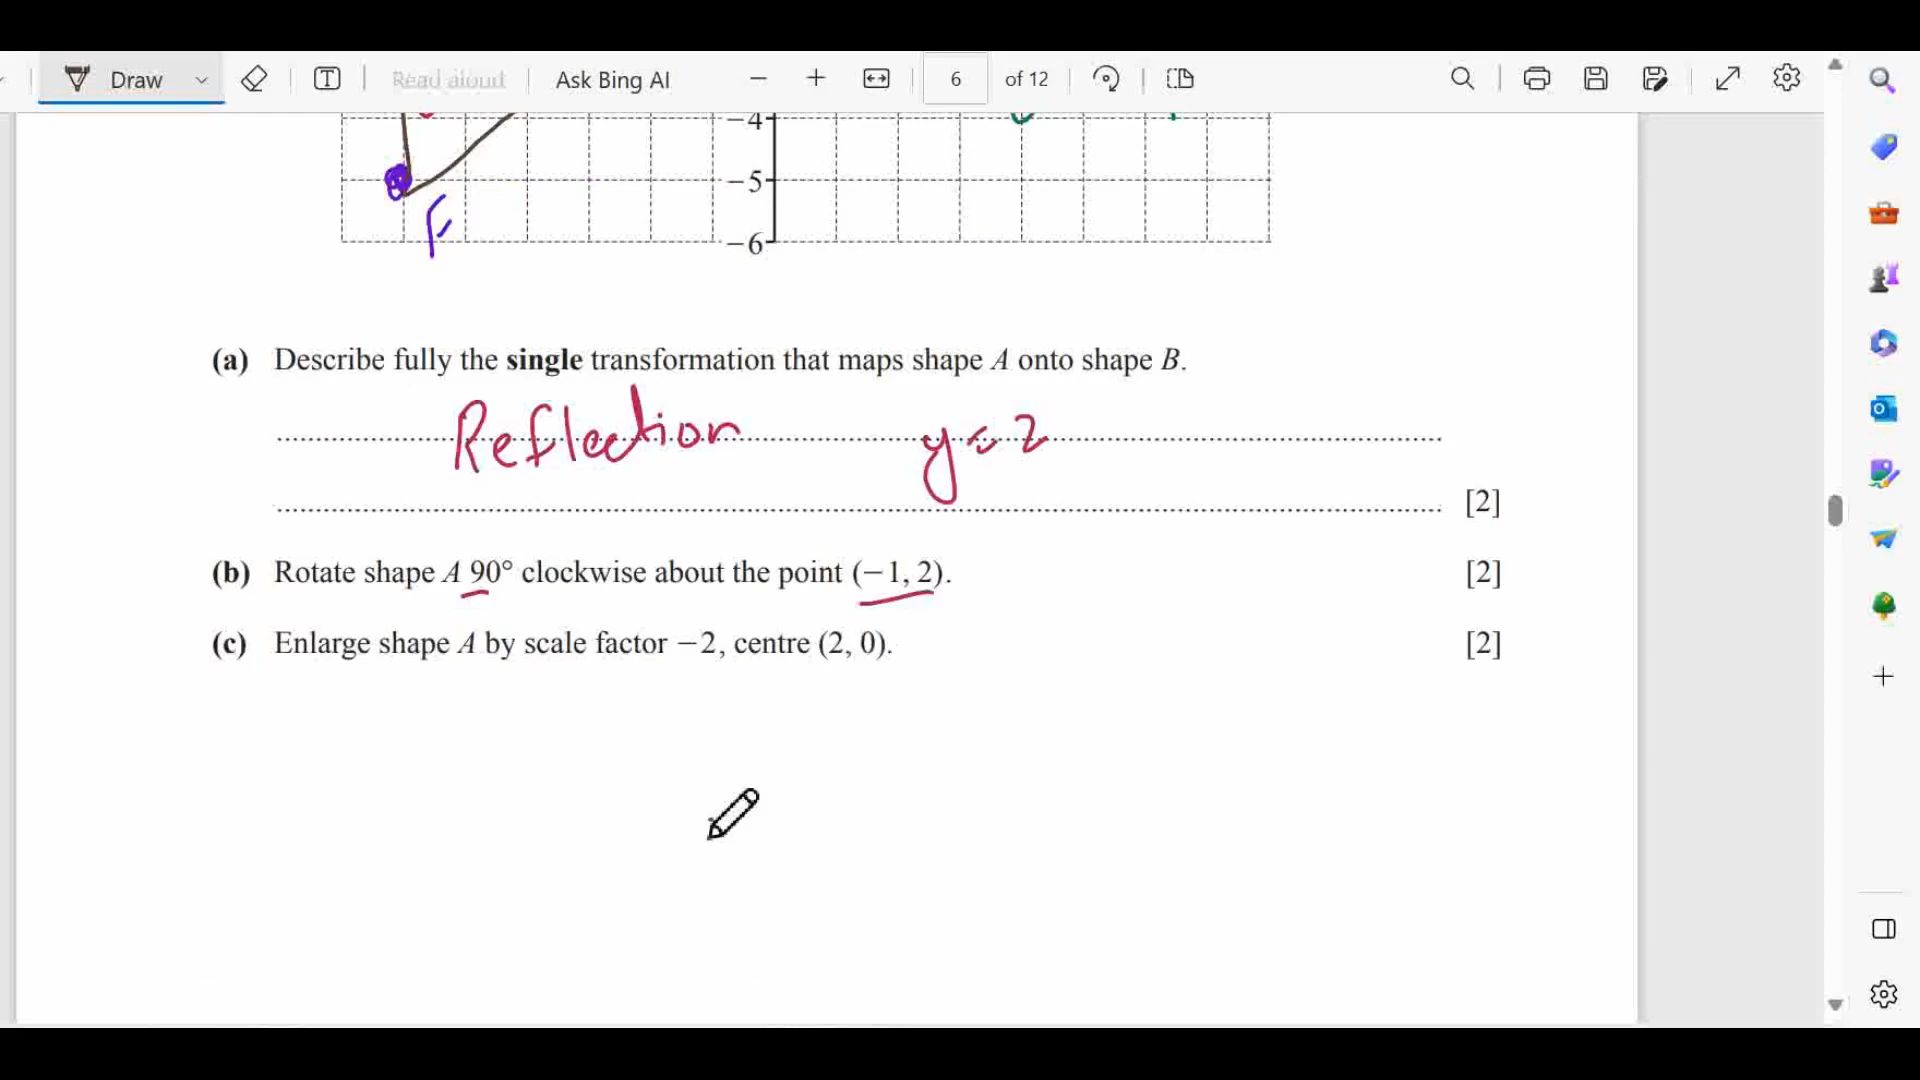 Draw Read aloud Ask Bing AI 6 of 12
−4
−5
F
−6
(a) Describe fully the single transformation that maps shape A onto shape B.
Reflection y = 2
[2]
(b) Rotate shape A 90° clockwise about the point (−1, 2). [2]
(c) Enlarge shape A by scale factor −2, centre (2, 0). [2]